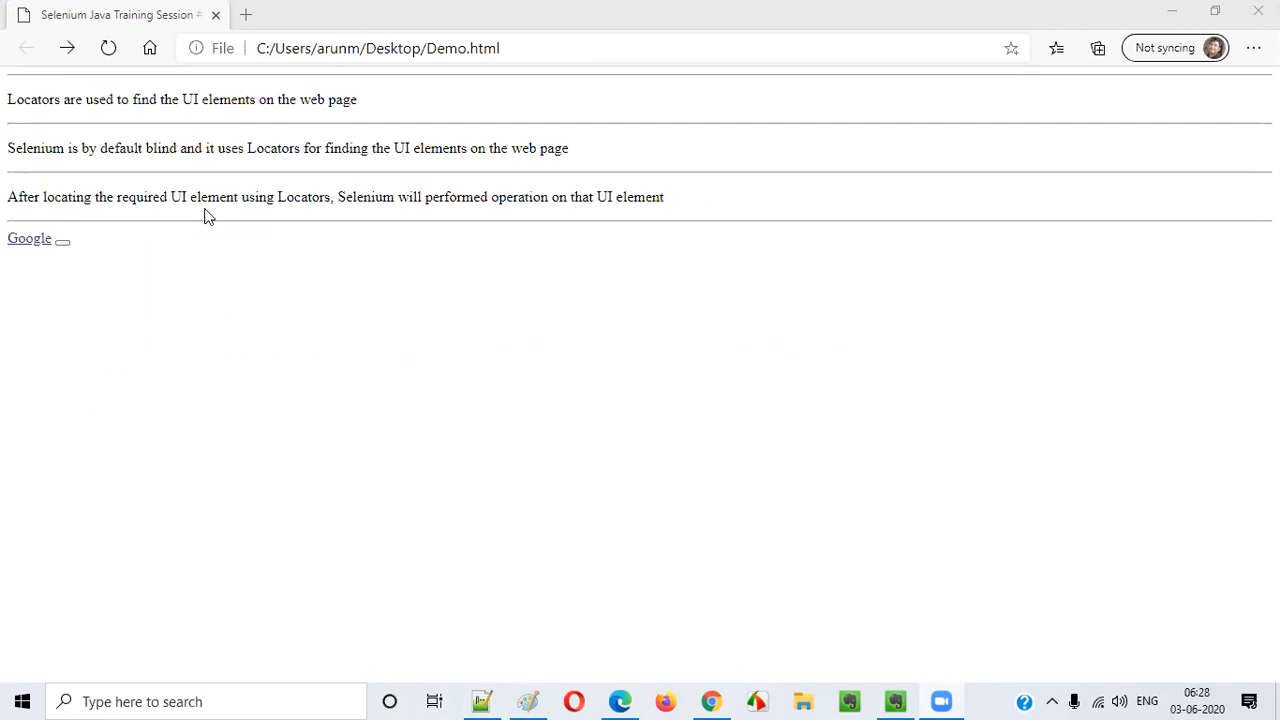 Selenium Java Training Session
File
C:/Users/arunm/Desktop/Demo.html
Not syncing
Locators are used to find the UI elements on the web page
Selenium is by default blind and it uses Locators for finding the UI elements on the web page
After locating the required UI element using Locators, Selenium will performed operation on that UI element
Google
Type here to search
ENG
06:28
03-06-2020